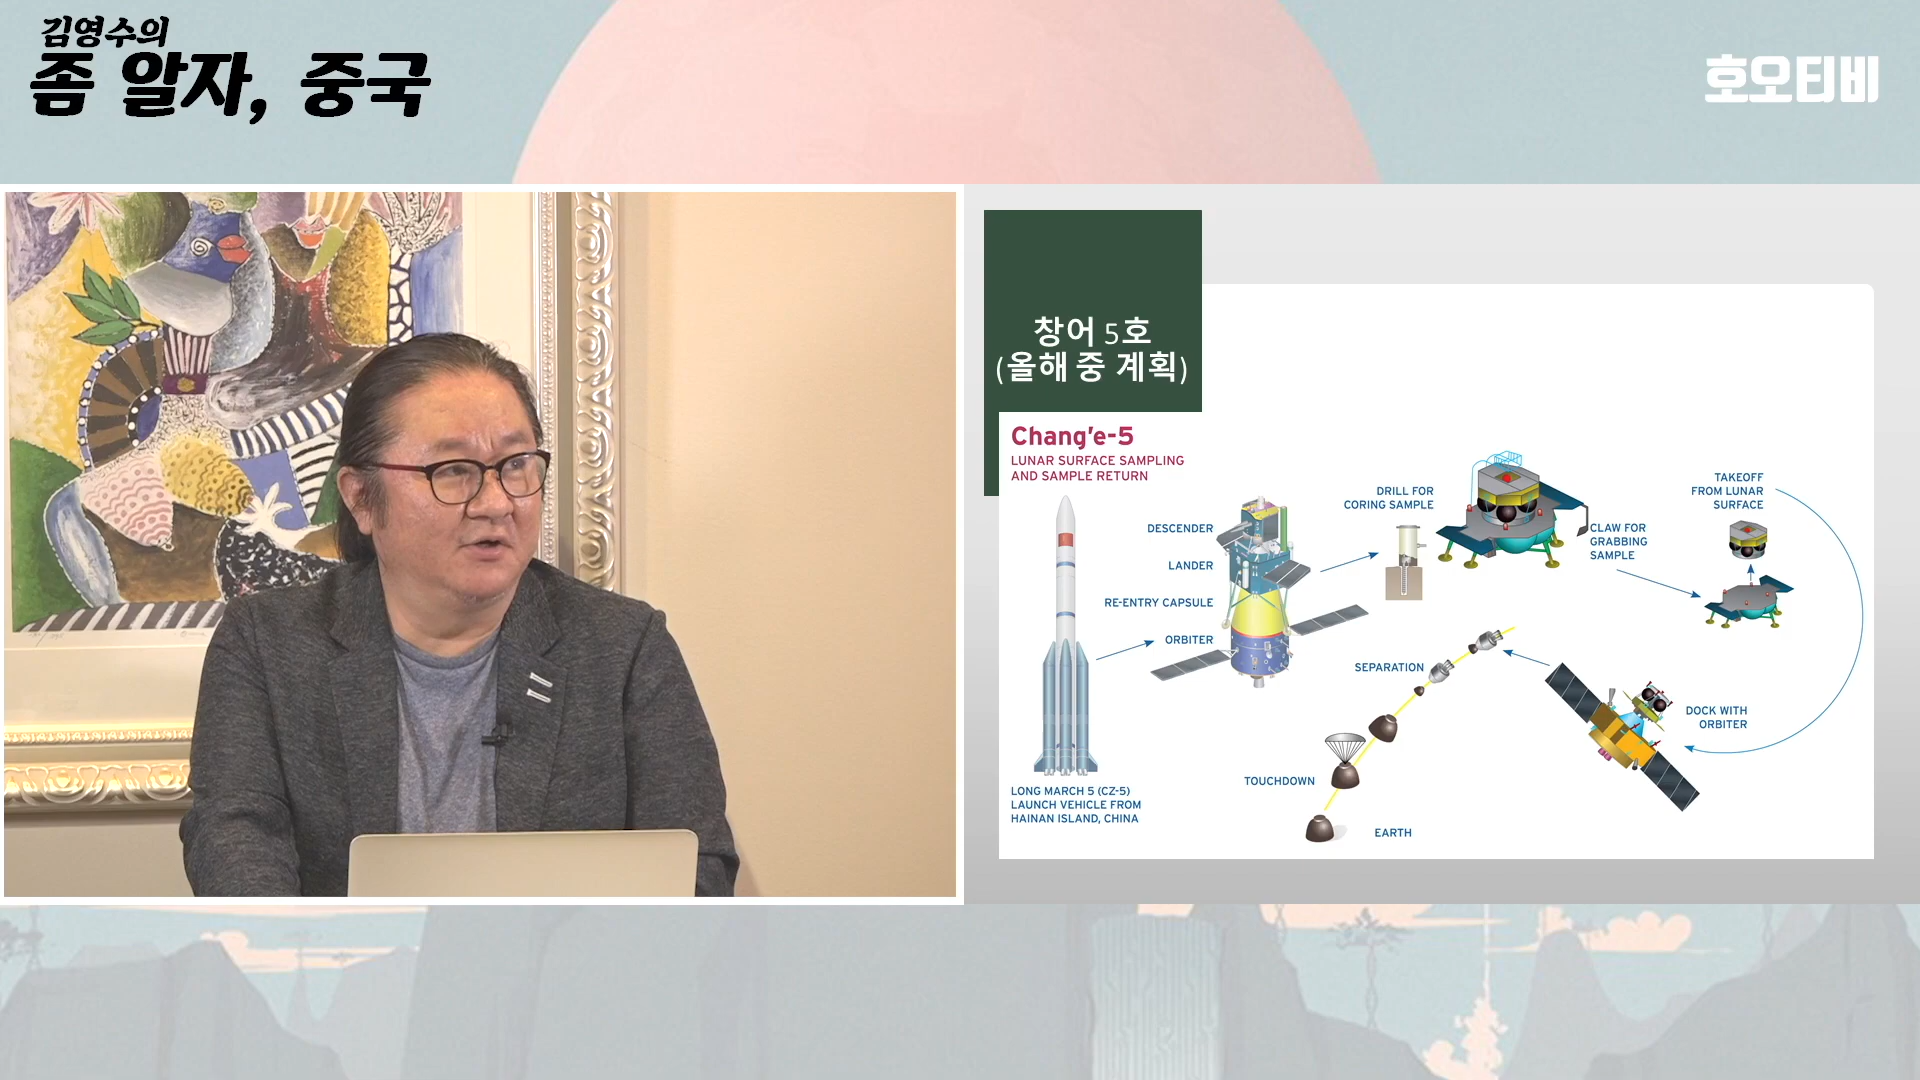 김영수의
좀 알자, 중국
호오티비
창어 5호
(올해 중 계획)
Chang'e-5
LUNAR SURFACE SAMPLING
AND SAMPLE RETURN
DESCENDER
LANDER
RE-ENTRY CAPSULE
ORBITER
DRILL FOR
CORING SAMPLE
CLAW FOR
GRABBING
SAMPLE
TAKEOFF
FROM LUNAR
SURFACE
DOCK WITH
ORBITER
SEPARATION
TOUCHDOWN
EARTH
LONG MARCH 5 (CZ-5)
LAUNCH VEHICLE FROM
HAINAN ISLAND, CHINA